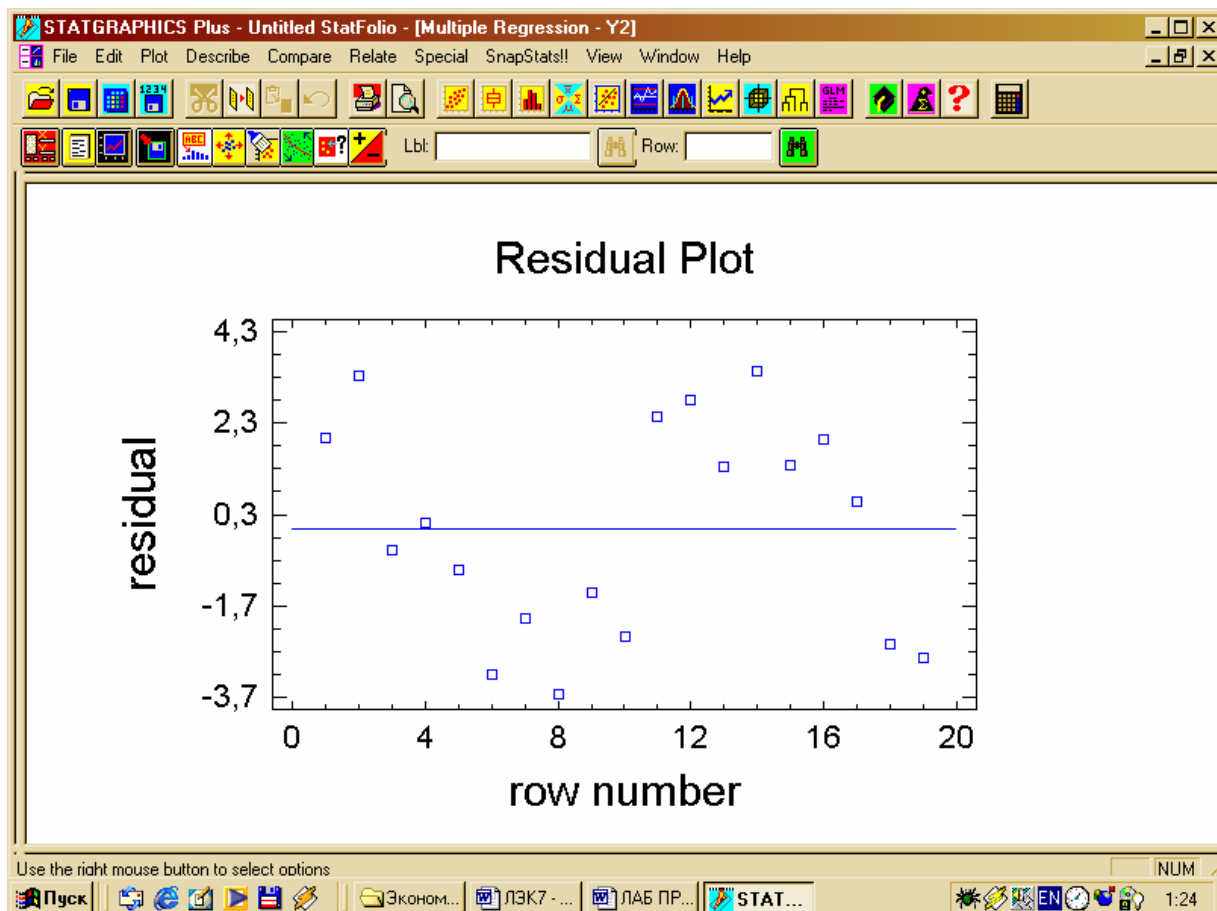 STATGRAPHICS Plus - Untitled StatFolio - [Multiple Regression - Y2]
File Edit Plot Describe Compare Relate Special SnapStats!! View Window Help
1234
GLM
ABC
Lbl: Row:
Residual Plot
4,3
2,3
0,3
-1,7
-3,7
residual
0 4 8 12 16 20
row number
Use the right mouse button to select options
NUM
Пуск Эконом... ЛЭК7 - ... ЛАБ ПР... STAT... EN 1:24